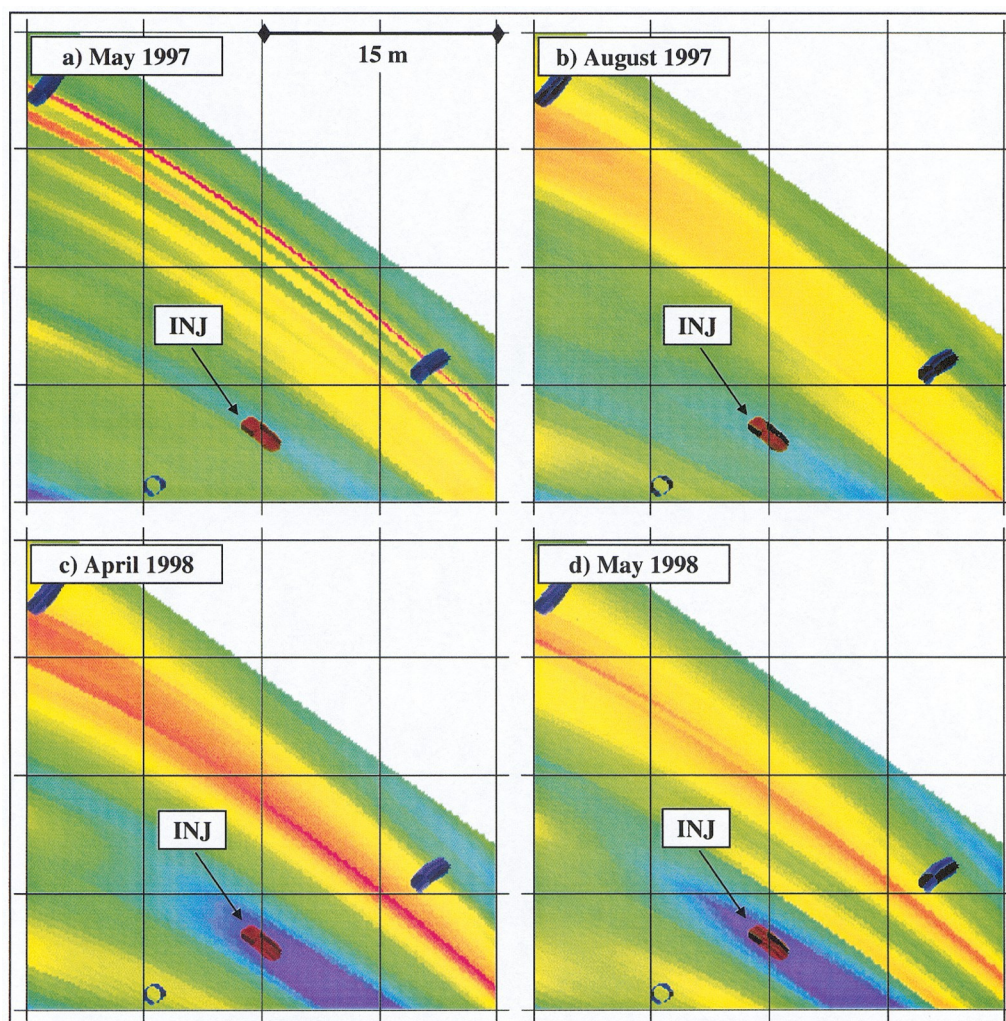 a) May 1997
15 m
b) August 1997
INJ
INJ
c) April 1998
d) May 1998
INJ
INJ